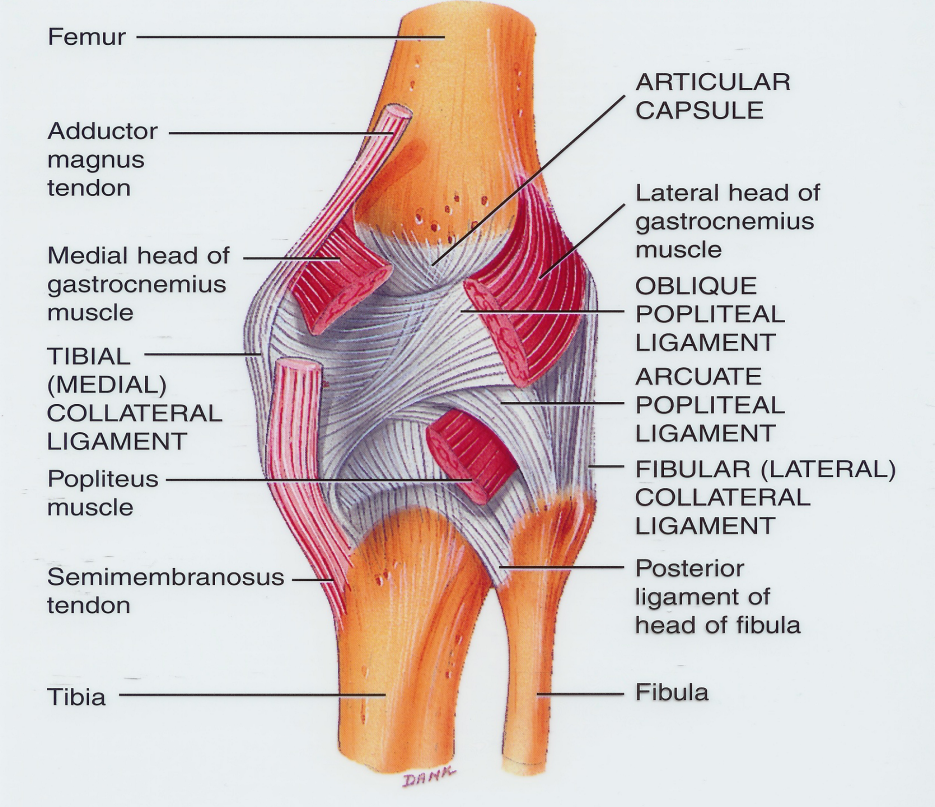 Femur
Adductor
magnus
tendon
Medial head of
gastrocnemius
muscle
TIBIAL
(MEDIAL)
COLLATERAL
LIGAMENT
Popliteus
muscle
Semimembranosus
tendon
Tibia
ARTICULAR
CAPSULE
Lateral head of
gastrocnemius
muscle
OBLIQUE
POPLITEAL
LIGAMENT
ARCUATE
POPLITEAL
LIGAMENT
FIBULAR (LATERAL)
COLLATERAL
LIGAMENT
Posterior
ligament of
head of fibula
Fibula
DANK